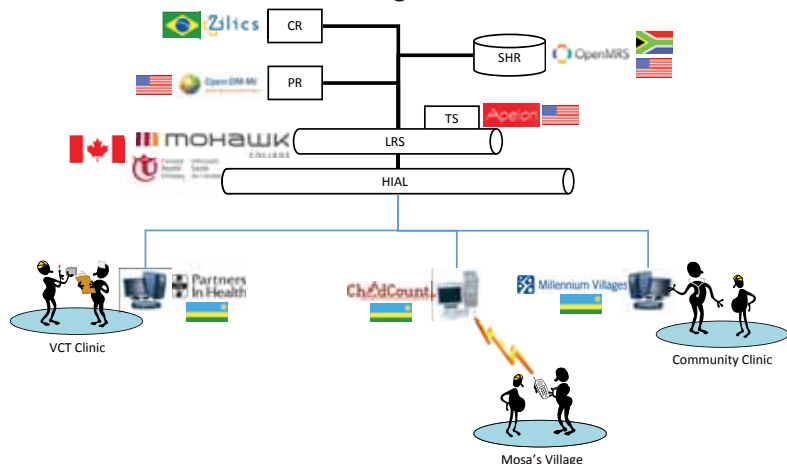 Zilics
CR
SHR
OpenMRS
PR
TS
Apelon
mohawk
COLLEGE
LRS
HIAL
Partners
In Health
ChildCount
Millennium Villages
VCT Clinic
Community Clinic
Mosa's Village